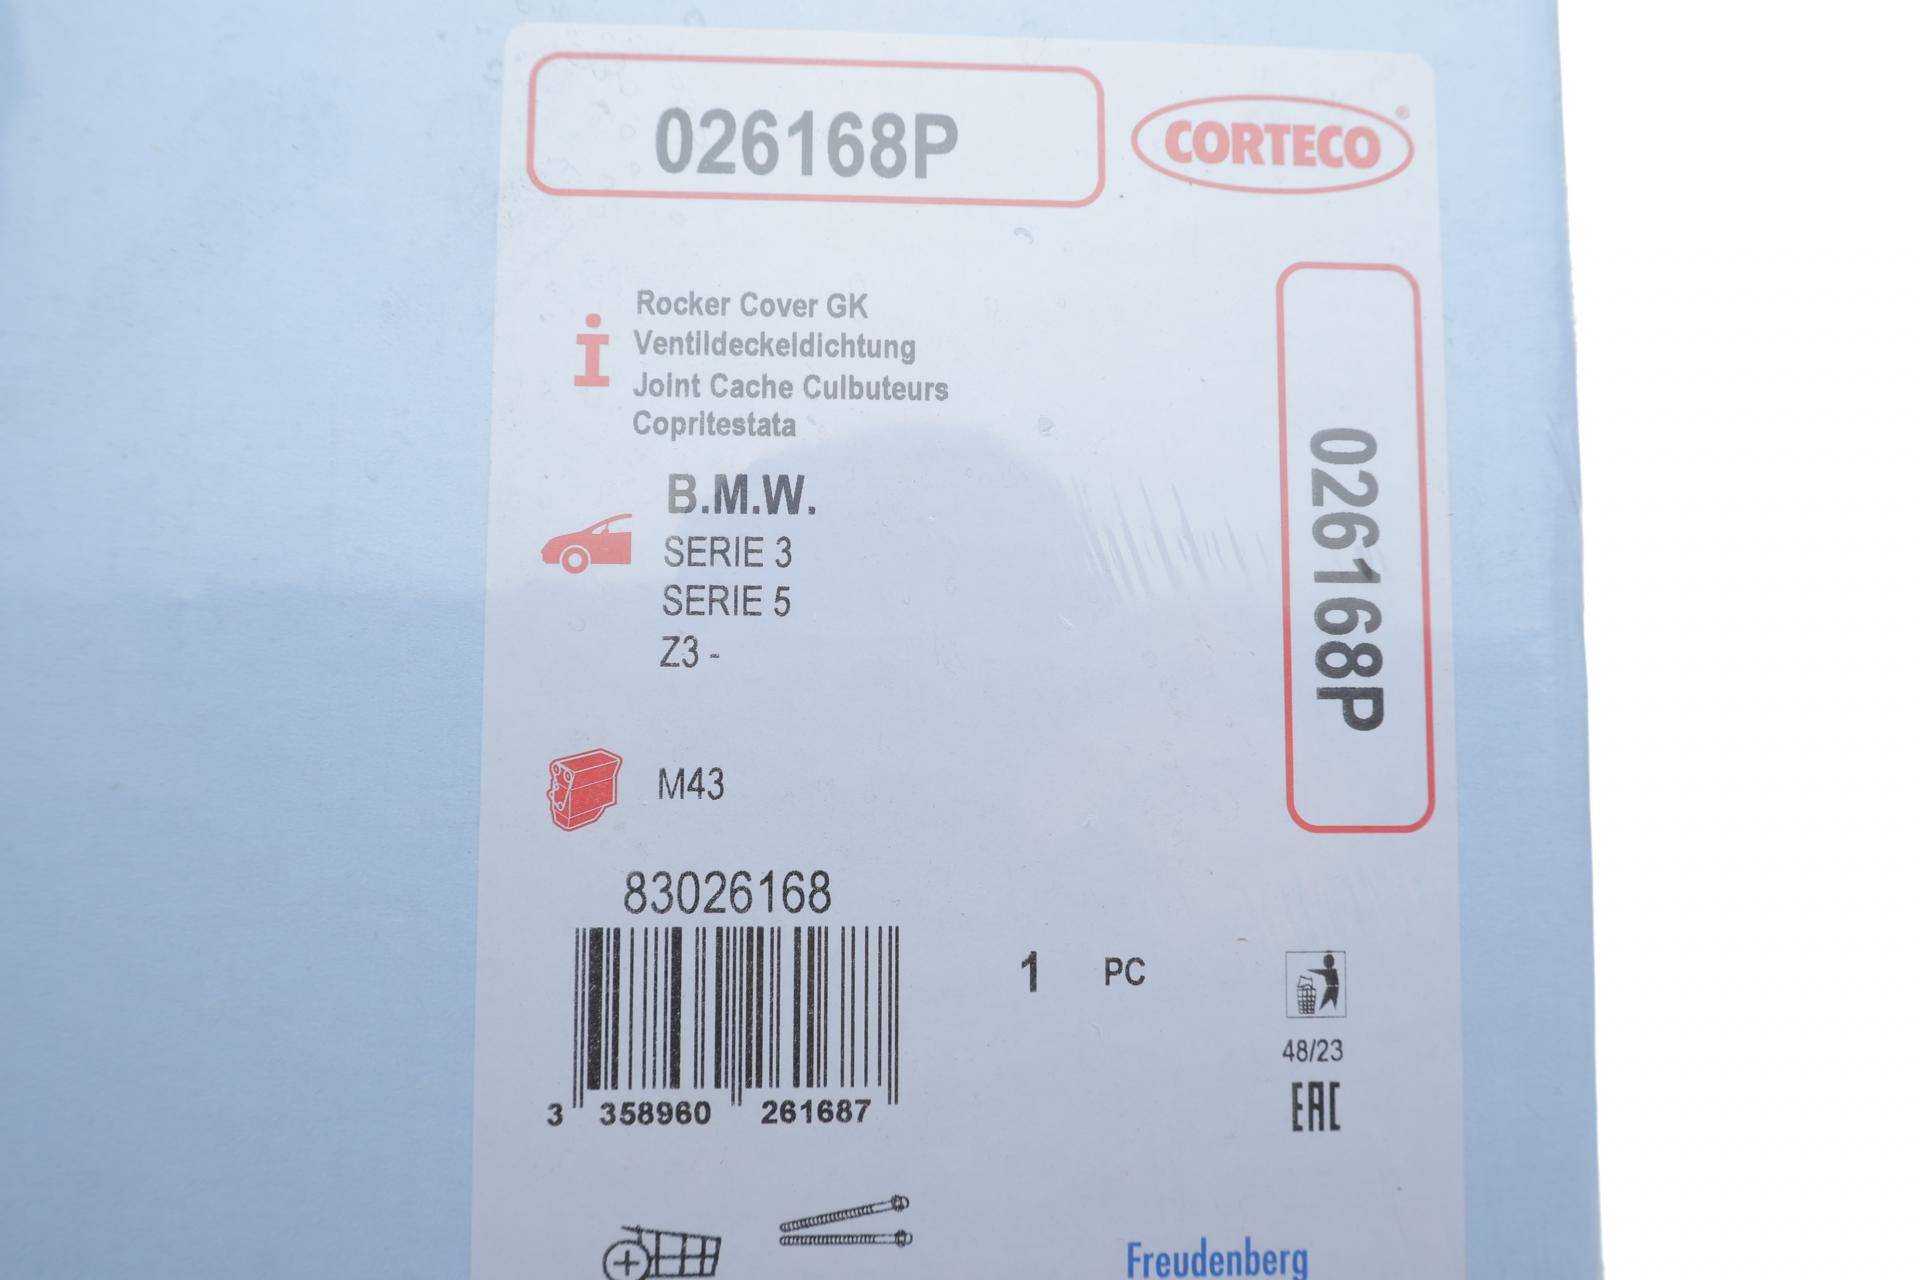 026168P
CORTECO®
Rocker Cover GK
Ventildeckeldichtung
Joint Cache Culbuteurs
Copritestata
026168P
B.M.W.
SERIE 3
SERIE 5
Z3 -
M43
83026168
1 PC
48/23
EAC
3 358960 261687
Freudenberg